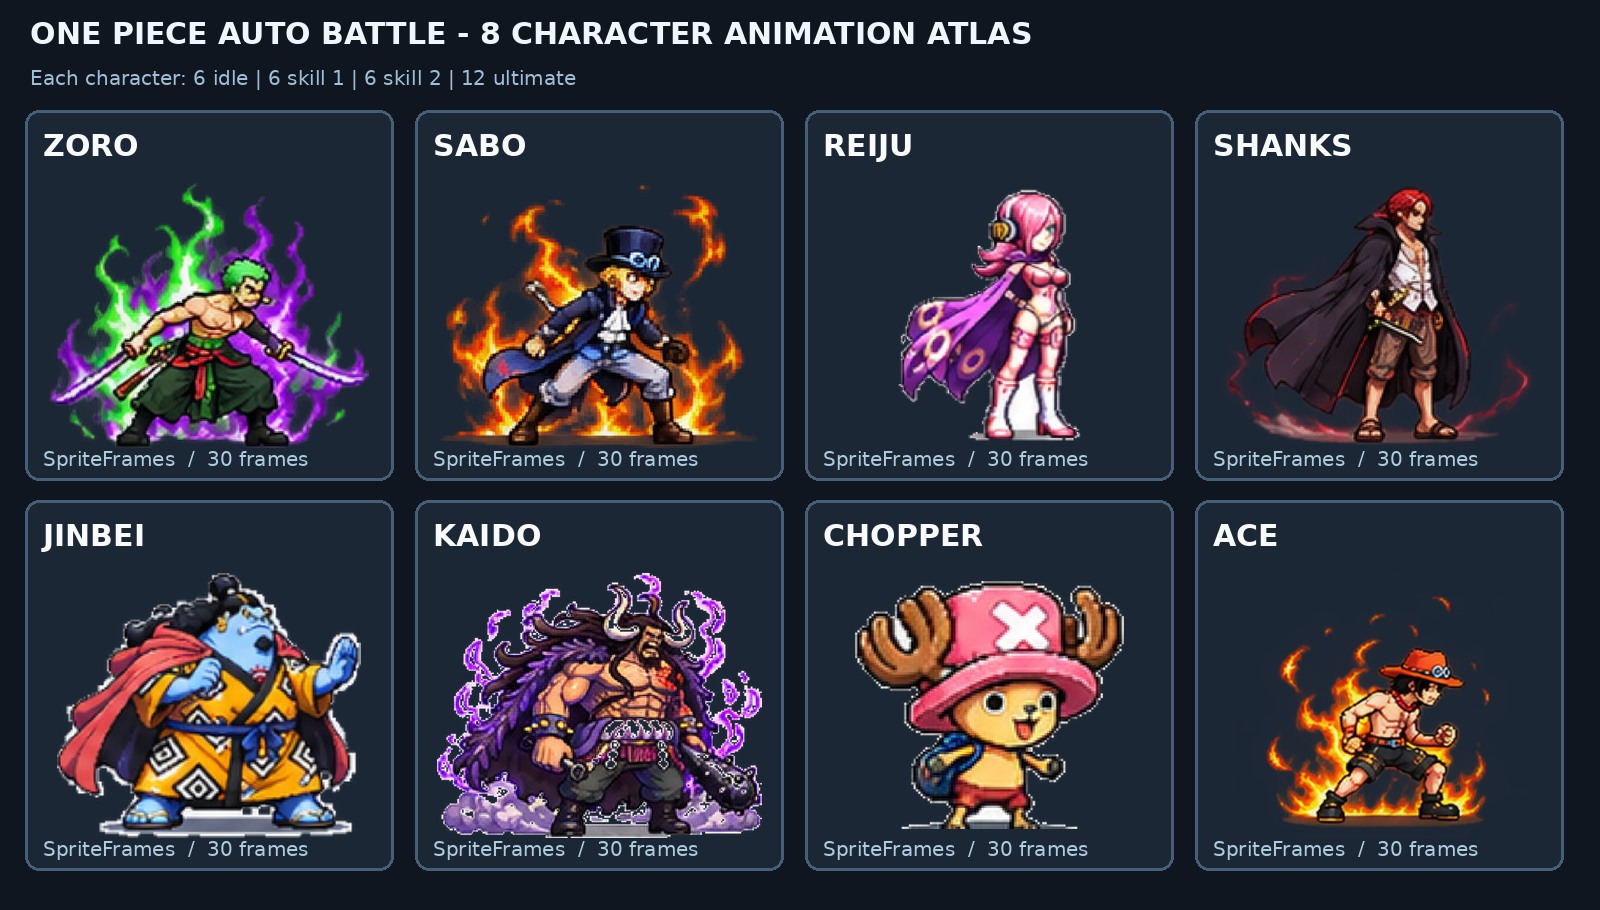 ONE PIECE AUTO BATTLE - 8 CHARACTER ANIMATION ATLAS
Each character: 6 idle | 6 skill 1 | 6 skill 2 | 12 ultimate
ZORO
SpriteFrames / 30 frames
SABO
SpriteFrames / 30 frames
REIJU
SpriteFrames / 30 frames
SHANKS
SpriteFrames / 30 frames
JINBEI
SpriteFrames / 30 frames
KAIDO
SpriteFrames / 30 frames
CHOPPER
SpriteFrames / 30 frames
ACE
SpriteFrames / 30 frames